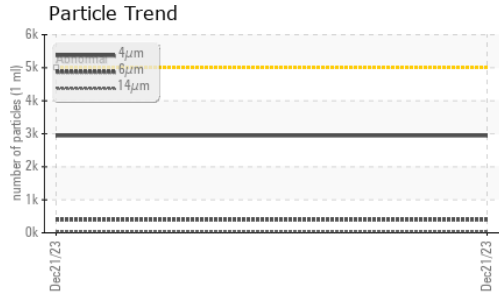 Particle Trend
number of particles (1 ml)
6k
5k
4k
3k
2k
1k
0k
Abnormal
4µm
6µm
14µm
Dec21/23
Dec21/23